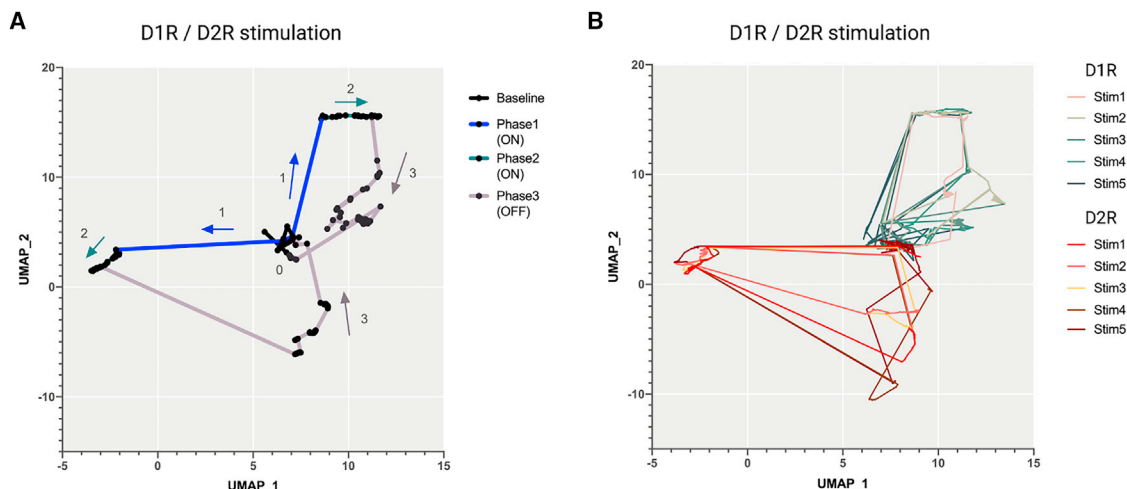 A
D1R / D2R stimulation
UMAP_2
20
10
0
-10
-5
0
5
10
15
UMAP_1
2
1
3
1
2
0
3
Baseline
Phase1
(ON)
Phase2
(ON)
Phase3
(OFF)
B
D1R / D2R stimulation
UMAP_2
20
10
0
-10
-5
0
5
10
15
UMAP_1
D1R
Stim1
Stim2
Stim3
Stim4
Stim5
D2R
Stim1
Stim2
Stim3
Stim4
Stim5